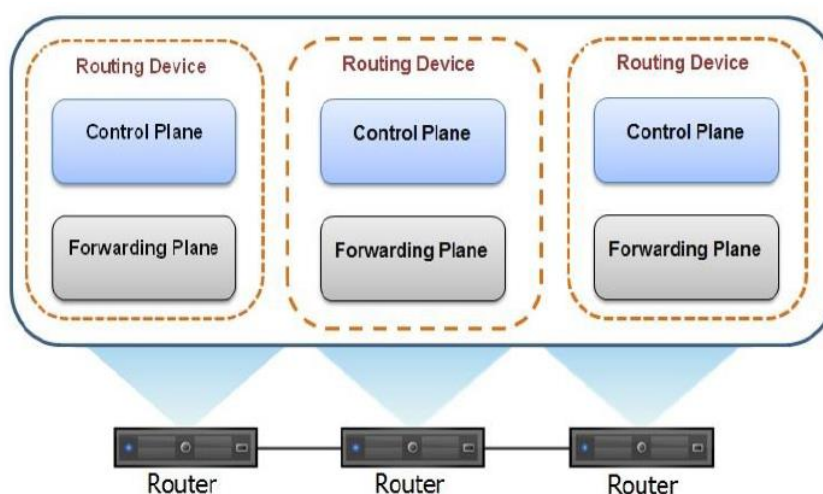 Routing Device
Routing Device
Routing Device
Control Plane
Control Plane
Control Plane
Forwarding Plane
Forwarding Plane
Forwarding Plane
Router
Router
Router